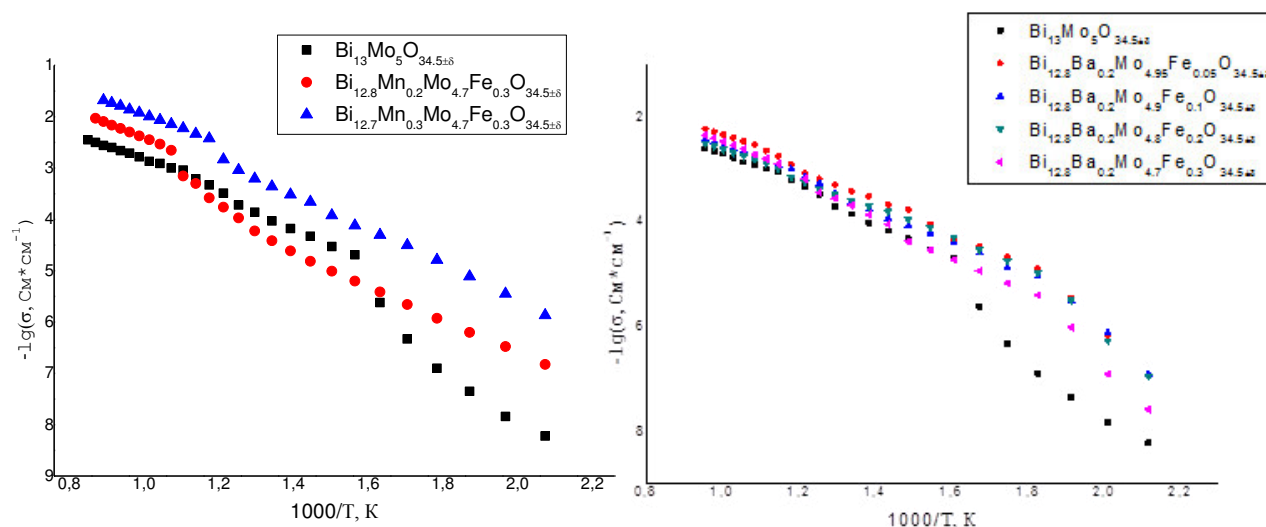 Bi13Mo5O34.5±δ
Bi12.8Mn0.2Mo4.7Fe0.3O34.5±δ
Bi12.7Mn0.3Mo4.7Fe0.3O34.5±δ
1
2
3
4
5
6
7
8
9
-lg(σ, См*см-1)
0,8 1,0 1,2 1,4 1,6 1,8 2,0 2,2
1000/T, K
Bi13Mo5O34.5±δ
Bi12.8Ba0.2Mo4.95Fe0.05O34.5±δ
Bi12.8Ba0.2Mo4.9Fe0.1O34.5±δ
Bi12.8Ba0.2Mo4.8Fe0.2O34.5±δ
Bi12.8Ba0.2Mo4.7Fe0.3O34.5±δ
2
4
6
8
-lg(σ, См*см-1)
0,8 1,0 1,2 1,4 1,6 1,8 2,0 2,2
1000/T, K